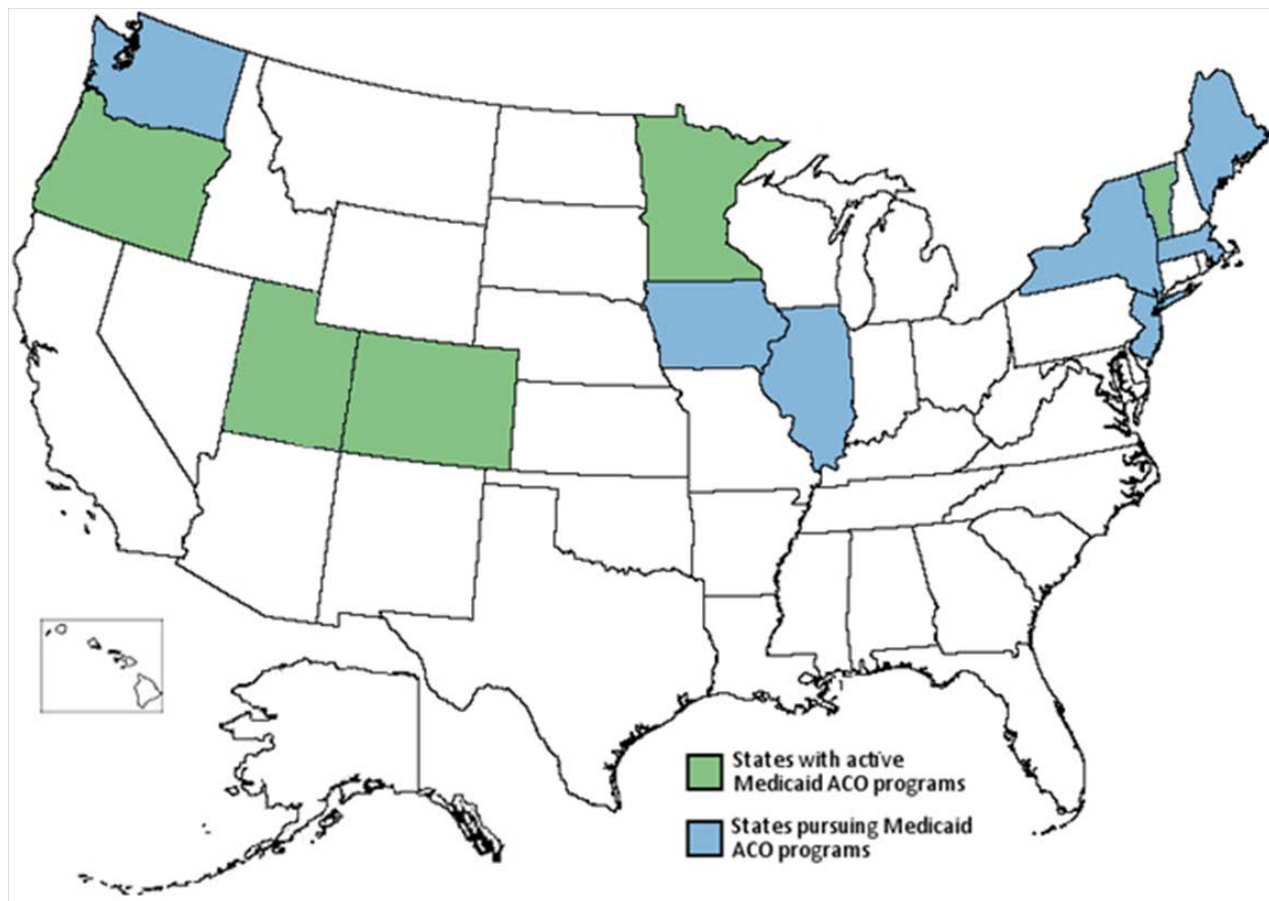 States with active
Medicaid ACO programs
States pursuing Medicaid
ACO programs